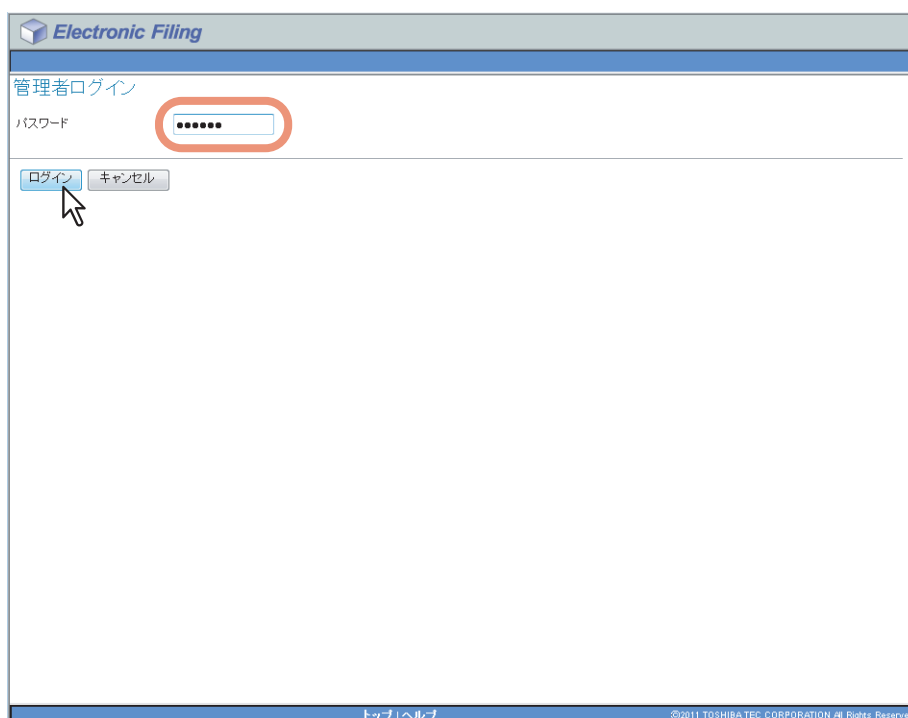 Electronic Filing
管理者ログイン
パスワード ••••••
ログイン キャンセル
トップ | ヘルプ ©2011 TOSHIBA TEC CORPORATION All Rights Reserve